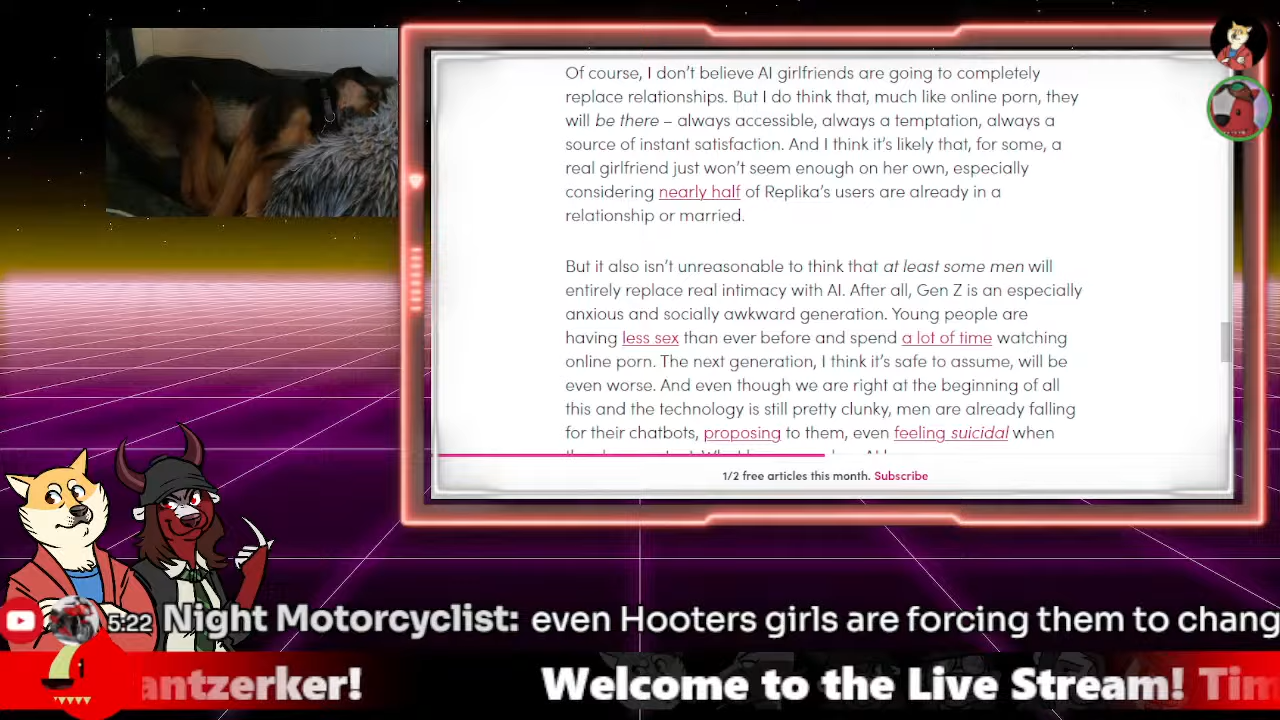 Of course, I don't believe AI girlfriends are going to completely
replace relationships. But I do think that, much like online porn, they
will be there – always accessible, always a temptation, always a
source of instant satisfaction. And I think it's likely that, for some, a
real girlfriend just won't seem enough on her own, especially
considering nearly half of Replika's users are already in a
relationship or married.
But it also isn't unreasonable to think that at least some men will
entirely replace real intimacy with AI. After all, Gen Z is an especially
anxious and socially awkward generation. Young people are
having less sex than ever before and spend a lot of time watching
online porn. The next generation, I think it's safe to assume, will be
even worse. And even though we are right at the beginning of all
this and the technology is still pretty clunky, men are already falling
for their chatbots, proposing to them, even feeling suicidal when
1/2 free articles this month. Subscribe
5:22 Night Motorcyclist: even Hooters girls are forcing them to chang
antzerker! Welcome to the Live Stream! Tim